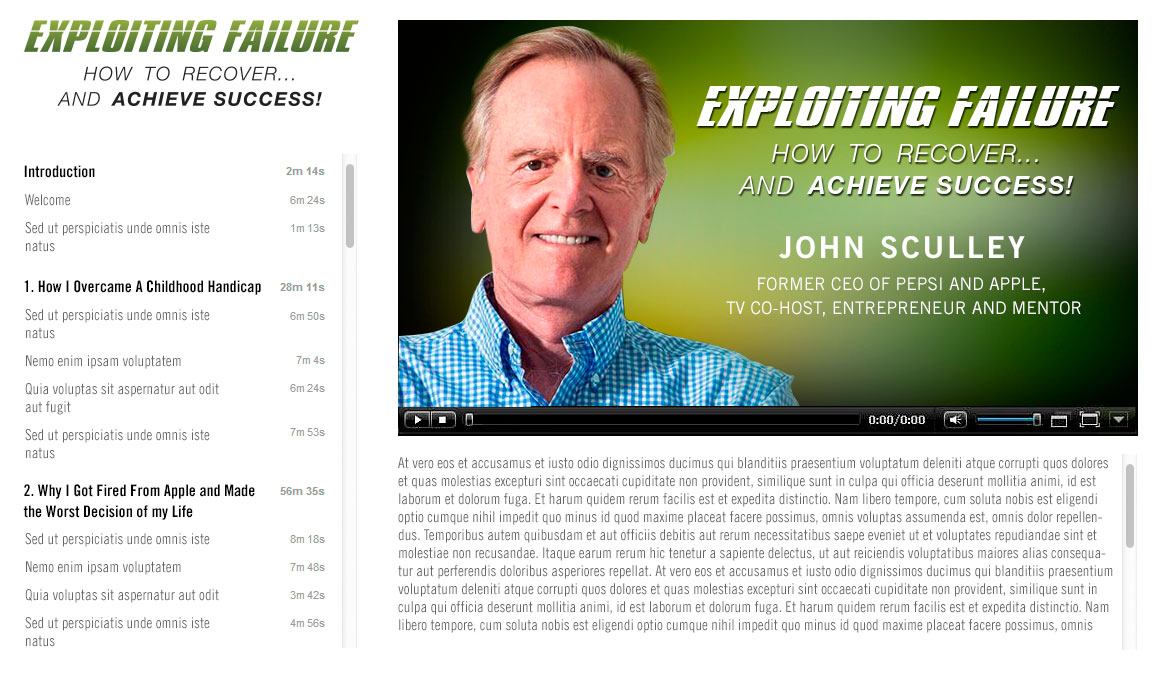 EXPLOITING FAILURE
HOW TO RECOVER...
AND ACHIEVE SUCCESS!
Introduction 2m 14s
Welcome 6m 24s
Sed ut perspiciatis unde omnis iste 1m 13s
natus
1. How I Overcame A Childhood Handicap 28m 11s
Sed ut perspiciatis unde omnis iste 6m 50s
natus
Nemo enim ipsam voluptatem 7m 4s
Quia voluptas sit aspernatur aut odit 6m 24s
aut fugit
Sed ut perspiciatis unde omnis iste 7m 53s
natus
2. Why I Got Fired From Apple and Made 56m 35s
the Worst Decision of my Life
Sed ut perspiciatis unde omnis iste 8m 18s
Nemo enim ipsam voluptatem 7m 48s
Quia voluptas sit aspernatur aut odit 3m 42s
Sed ut perspiciatis unde omnis iste 4m 56s
natus
EXPLOITING FAILURE
HOW TO RECOVER...
AND ACHIEVE SUCCESS!
JOHN SCULLEY
FORMER CEO OF PEPSI AND APPLE,
TV CO-HOST, ENTREPRENEUR AND MENTOR
0:00/0:00
At vero eos et accusamus et iusto odio dignissimos ducimus qui blanditiis praesentium voluptatum deleniti atque corrupti quos dolores
et quas molestias excepturi sint occaecati cupiditate non provident, similique sunt in culpa qui officia deserunt mollitia animi, id est
laborum et dolorum fuga. Et harum quidem rerum facilis est et expedita distinctio. Nam libero tempore, cum soluta nobis est eligendi
optio cumque nihil impedit quo minus id quod maxime placeat facere possimus, omnis voluptas assumenda est, omnis dolor repellen-
dus. Temporibus autem quibusdam et aut officiis debitis aut rerum necessitatibus saepe eveniet ut et voluptates repudiandae sint et
molestiae non recusandae. Itaque earum rerum hic tenetur a sapiente delectus, ut aut reiciendis voluptatibus maiores alias consequa-
tur aut perferendis doloribus asperiores repellat. At vero eos et accusamus et iusto odio dignissimos ducimus qui blanditiis praesentium
voluptatum deleniti atque corrupti quos dolores et quas molestias excepturi sint occaecati cupiditate non provident, similique sunt in
culpa qui officia deserunt mollitia animi, id est laborum et dolorum fuga. Et harum quidem rerum facilis est et expedita distinctio. Nam
libero tempore, cum soluta nobis est eligendi optio cumque nihil impedit quo minus id quod maxime placeat facere possimus, omnis